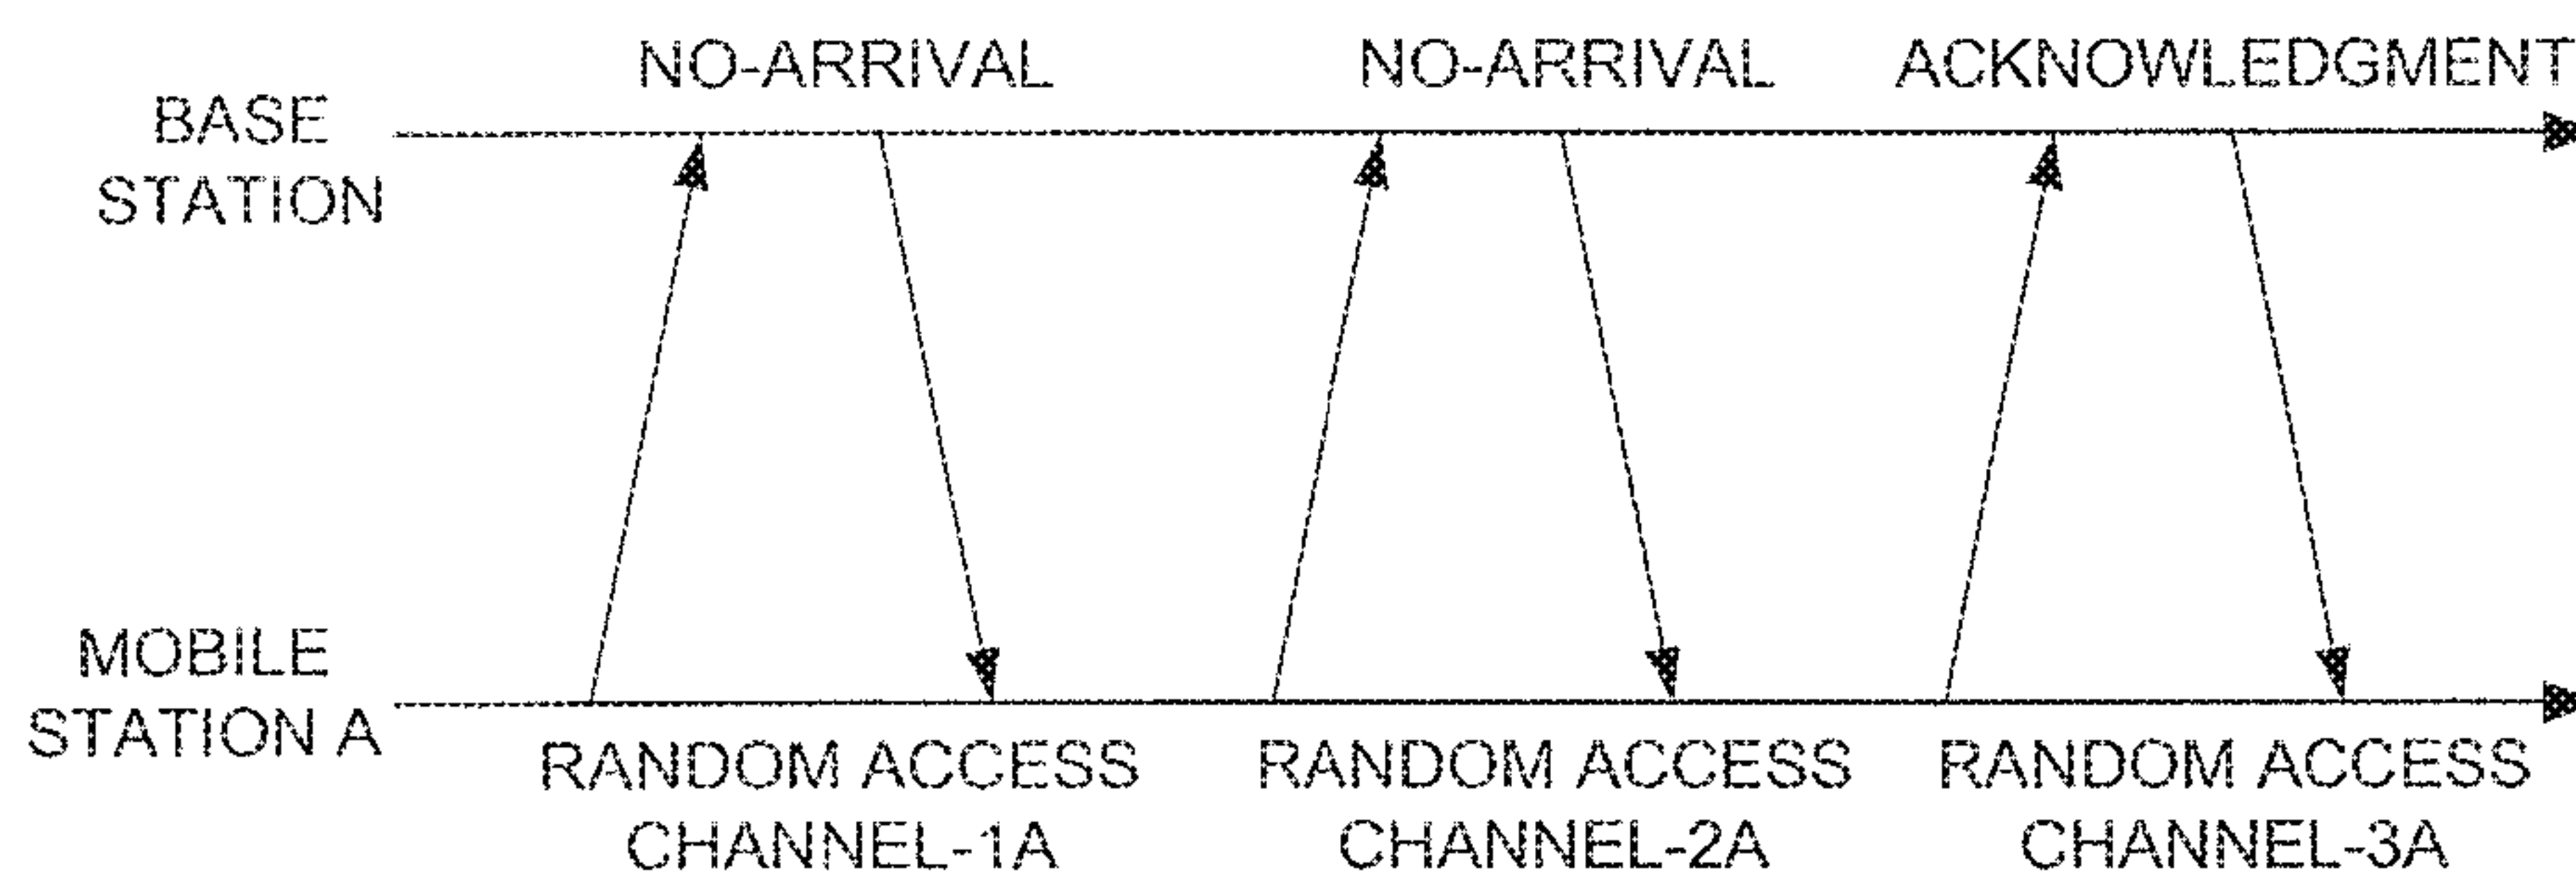 NO-ARRIVAL
NO-ARRIVAL
ACKNOWLEDGMENT
BASE
STATION
MOBILE
STATION A
RANDOM ACCESS
CHANNEL-1A
RANDOM ACCESS
CHANNEL-2A
RANDOM ACCESS
CHANNEL-3A